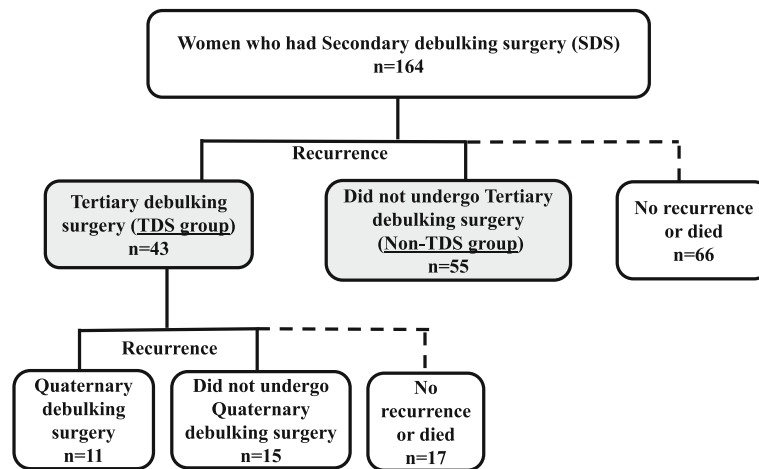 Women who had Secondary debulking surgery (SDS)
n=164
Recurrence
Tertiary debulking
surgery (TDS group)
n=43
Did not undergo Tertiary
debulking surgery
(Non-TDS group)
n=55
No recurrence
or died
n=66
Recurrence
Quaternary
debulking
surgery
n=11
Did not undergo
Quaternary
debulking surgery
n=15
No
recurrence
or died
n=17